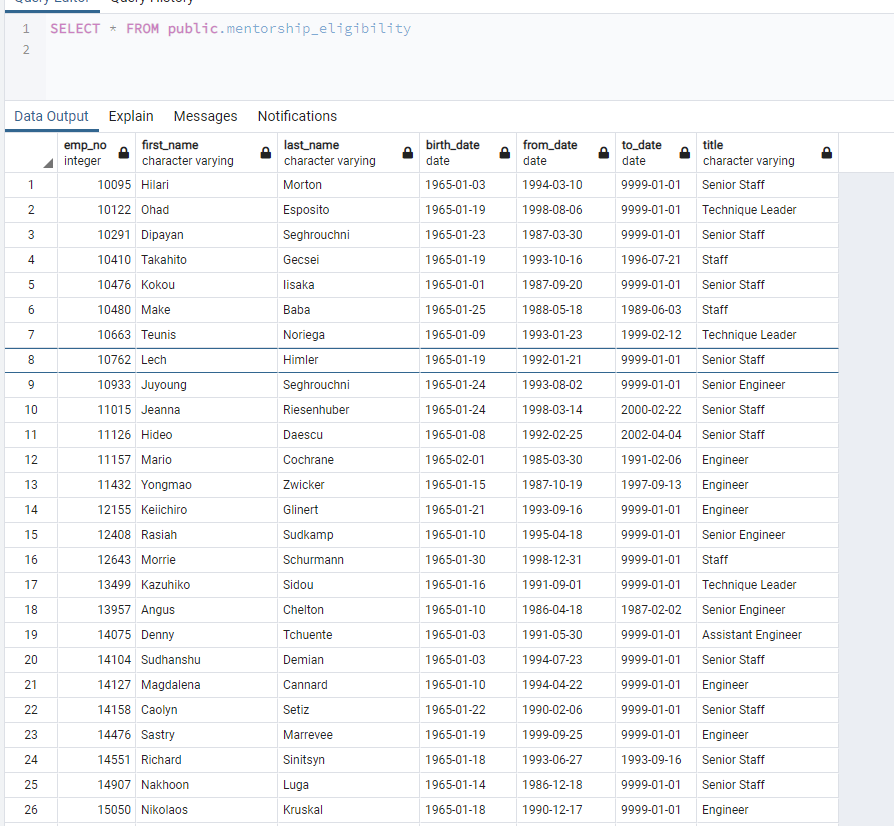 Query Editor Query History
1 SELECT * FROM public.mentorship_eligibility
2
Data Output Explain Messages Notifications
emp_no first_name last_name birth_date from_date to_date title
integer character varying character varying date date date character varying
1 10095 Hilari Morton 1965-01-03 1994-03-10 9999-01-01 Senior Staff
2 10122 Ohad Esposito 1965-01-19 1998-08-06 9999-01-01 Technique Leader
3 10291 Dipayan Seghrouchni 1965-01-23 1987-03-30 9999-01-01 Senior Staff
4 10410 Takahito Gecsei 1965-01-19 1993-10-16 1996-07-21 Staff
5 10476 Kokou Iisaka 1965-01-01 1987-09-20 9999-01-01 Senior Staff
6 10480 Make Baba 1965-01-25 1988-05-18 1989-06-03 Staff
7 10663 Teunis Noriega 1965-01-09 1993-01-23 1999-02-12 Technique Leader
8 10762 Lech Himler 1965-01-19 1992-01-21 9999-01-01 Senior Staff
9 10933 Juyoung Seghrouchni 1965-01-24 1993-08-02 9999-01-01 Senior Engineer
10 11015 Jeanna Riesenhuber 1965-01-24 1998-03-14 2000-02-22 Senior Staff
11 11126 Hideo Daescu 1965-01-08 1992-02-25 2002-04-04 Senior Staff
12 11157 Mario Cochrane 1965-02-01 1985-03-30 1991-02-06 Engineer
13 11432 Yongmao Zwicker 1965-01-15 1987-10-19 1997-09-13 Engineer
14 12155 Keiichiro Glinert 1965-01-21 1993-09-16 9999-01-01 Engineer
15 12408 Rasiah Sudkamp 1965-01-10 1995-04-18 9999-01-01 Senior Engineer
16 12643 Morrie Schurmann 1965-01-30 1998-12-31 9999-01-01 Staff
17 13499 Kazuhiko Sidou 1965-01-16 1991-09-01 9999-01-01 Technique Leader
18 13957 Angus Chelton 1965-01-10 1986-04-18 1987-02-02 Senior Engineer
19 14075 Denny Tchuente 1965-01-03 1991-05-30 9999-01-01 Assistant Engineer
20 14104 Sudhanshu Demian 1965-01-03 1994-07-23 9999-01-01 Senior Staff
21 14127 Magdalena Cannard 1965-01-10 1994-04-22 9999-01-01 Engineer
22 14158 Caolyn Setiz 1965-01-22 1990-02-06 9999-01-01 Senior Staff
23 14476 Sastry Marrevee 1965-01-19 1999-09-25 9999-01-01 Engineer
24 14551 Richard Sinitsyn 1965-01-18 1993-06-27 1993-09-16 Senior Staff
25 14907 Nakhoon Luga 1965-01-14 1986-12-18 9999-01-01 Senior Staff
26 15050 Nikolaos Kruskal 1965-01-18 1990-12-17 9999-01-01 Engineer